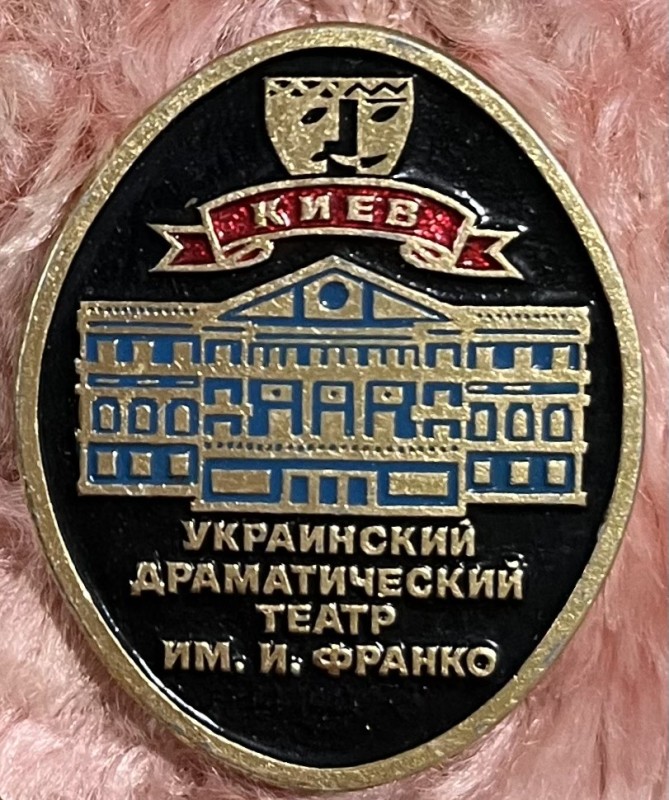 КИЕВ
УКРАИНСКИЙ
ДРАМАТИЧЕСКИЙ
ТЕАТР
ИМ. И. ФРАНКО